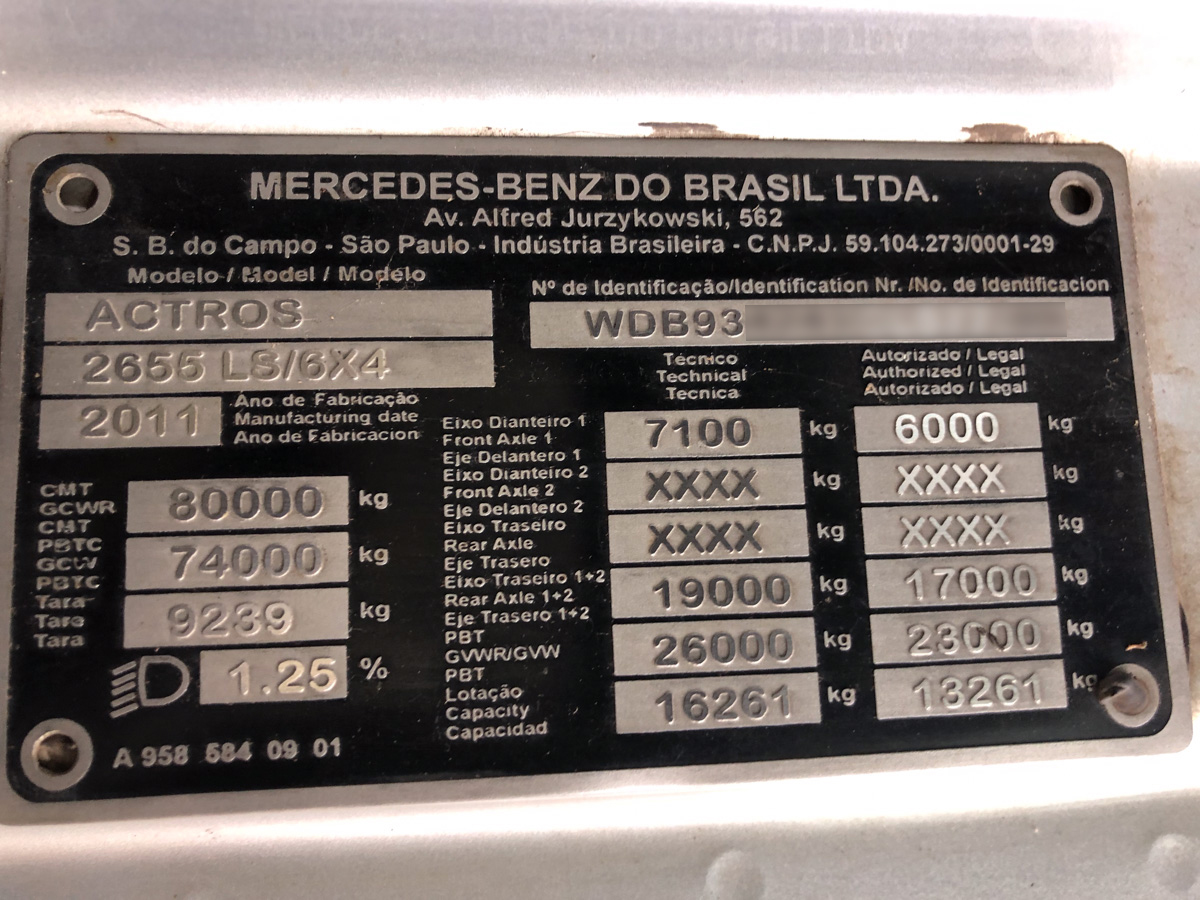 MERCEDES-BENZ DO BRASIL LTDA.
Av. Alfred Jurzykowski, 562
S. B. do Campo - São Paulo - Indústria Brasileira - C.N.P.J. 59.104.273/0001-29
Modelo / Model / Modelo
ACTROS
2655 LS/6X4
2011
Ano de Fabricação
Manufacturing date
Ano de Fabricacion
Nº de Identificação/Identification Nr. /No. de Identificacion
WDB93
Técnico
Technical
Tecnica
Autorizado / Legal
Authorized / Legal
Autorizado / Legal
CMT
GCWR
CMT
80000 kg
PBTC
GCW
PBTC
74000 kg
Tara
Tare
Tara
9239 kg
1.25 %
A 958 584 09 01
Eixo Dianteiro 1
Front Axle 1
Eje Delantero 1
7100 kg 6000 kg
Eixo Dianteiro 2
Front Axle 2
Eje Delantero 2
XXXX kg XXXX kg
Eixo Traseiro
Rear Axle
Eje Trasero
XXXX kg XXXX kg
Eixo Traseiro 1+2
Rear Axle 1+2
Eje Trasero 1+2
19000 kg 17000 kg
PBT
GVWR/GVW
PBT
26000 kg 23000 kg
Lotação
Capacity
Capacidad
16261 kg 13261 kg